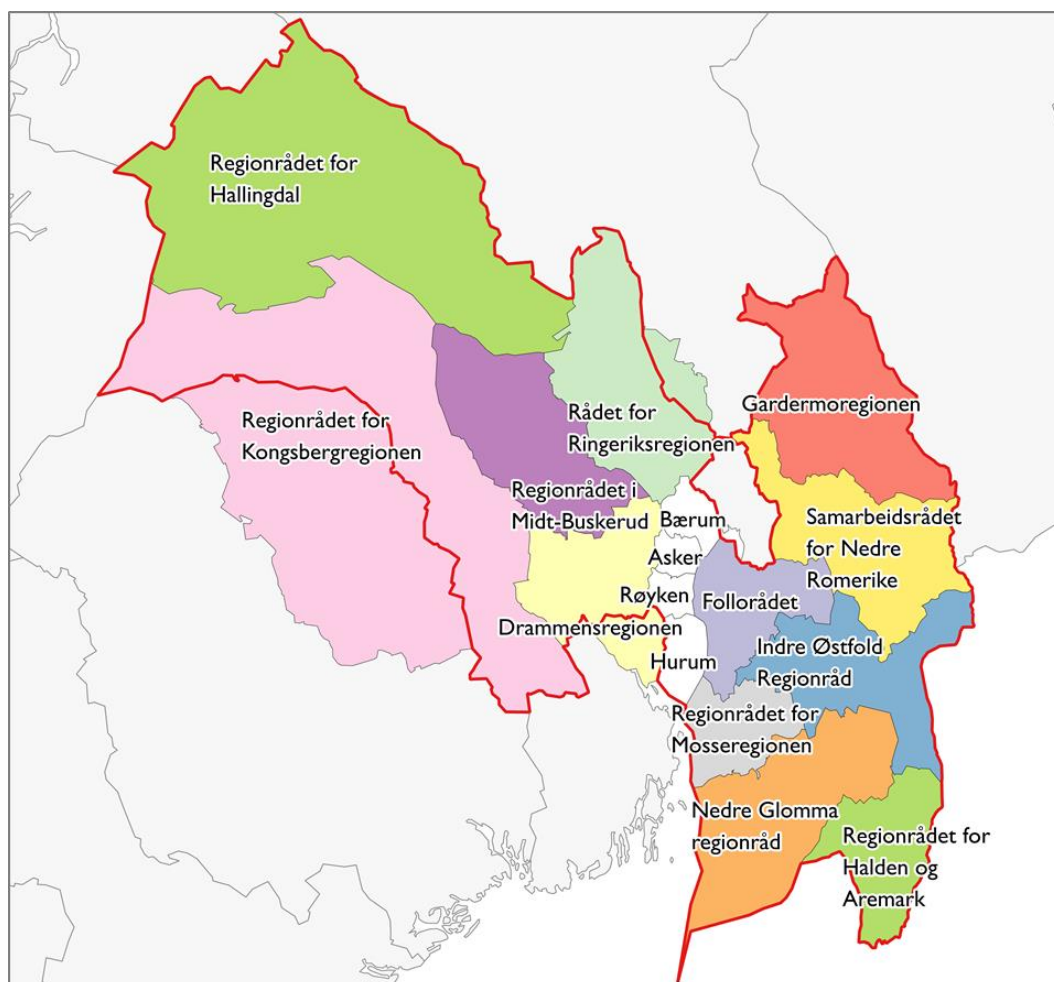 Regionrådet for
Hallingdal
Gardermoregionen
Regionrådet for
Kongsbergregionen
Rådet for
Ringeriksregionen
Regionrådet i
Midt-Buskerud
Bærum
Samarbeidsrådet
for Nedre
Romerike
Asker
Røyken
Follorådet
Drammensregionen
Hurum
Indre Østfold
Regionråd
Regionrådet for
Mosseregionen
Nedre Glomma
regionråd
Regionrådet for
Halden og
Aremark